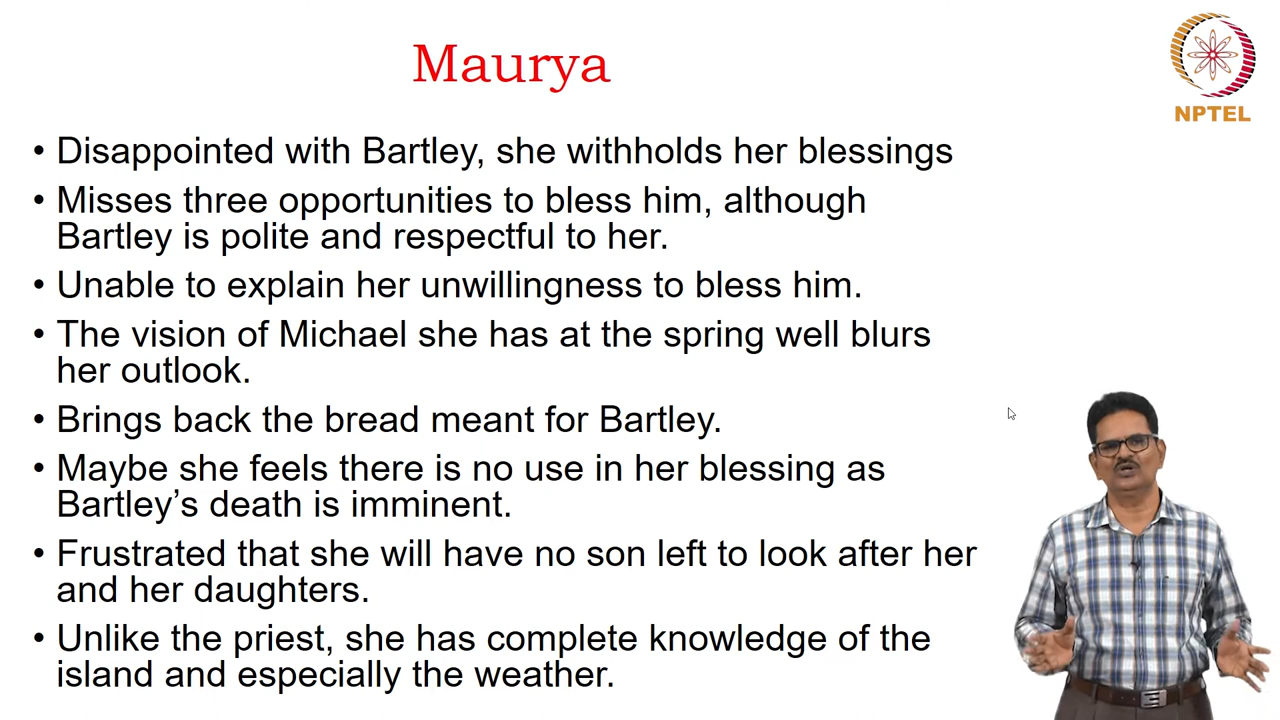 Maurya
NPTEL
• Disappointed with Bartley, she withholds her blessings
• Misses three opportunities to bless him, although
Bartley is polite and respectful to her.
• Unable to explain her unwillingness to bless him.
• The vision of Michael she has at the spring well blurs
her outlook.
• Brings back the bread meant for Bartley.
• Maybe she feels there is no use in her blessing as
Bartley’s death is imminent.
• Frustrated that she will have no son left to look after her
and her daughters.
• Unlike the priest, she has complete knowledge of the
island and especially the weather.